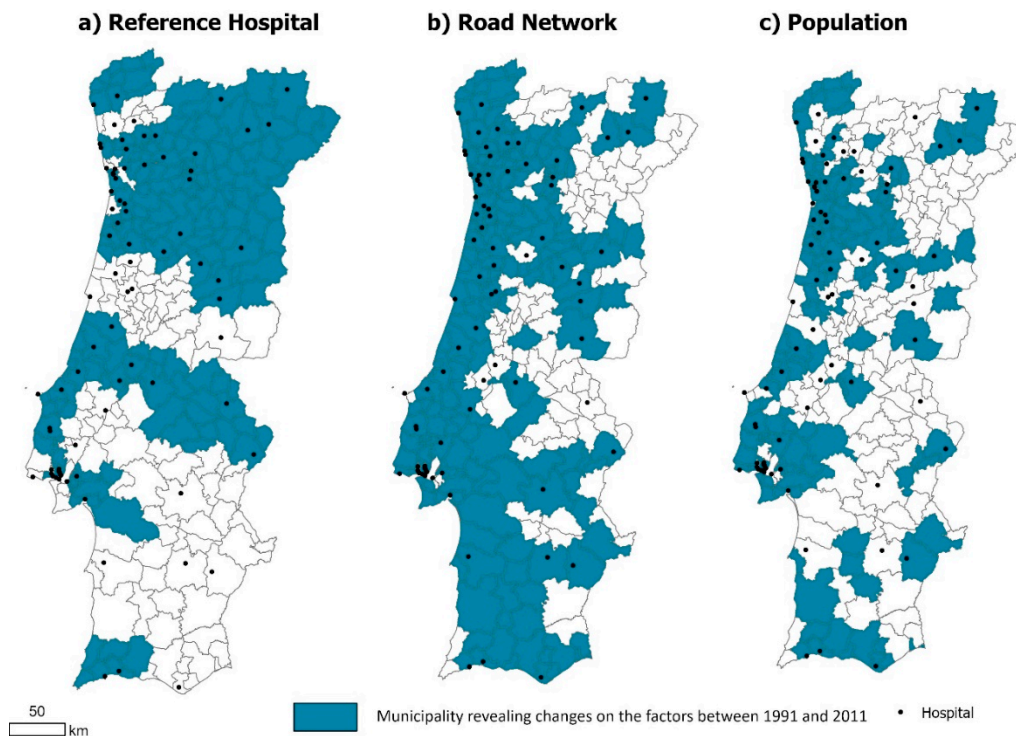 a) Reference Hospital
b) Road Network
c) Population
50
km
Municipality revealing changes on the factors between 1991 and 2011
Hospital